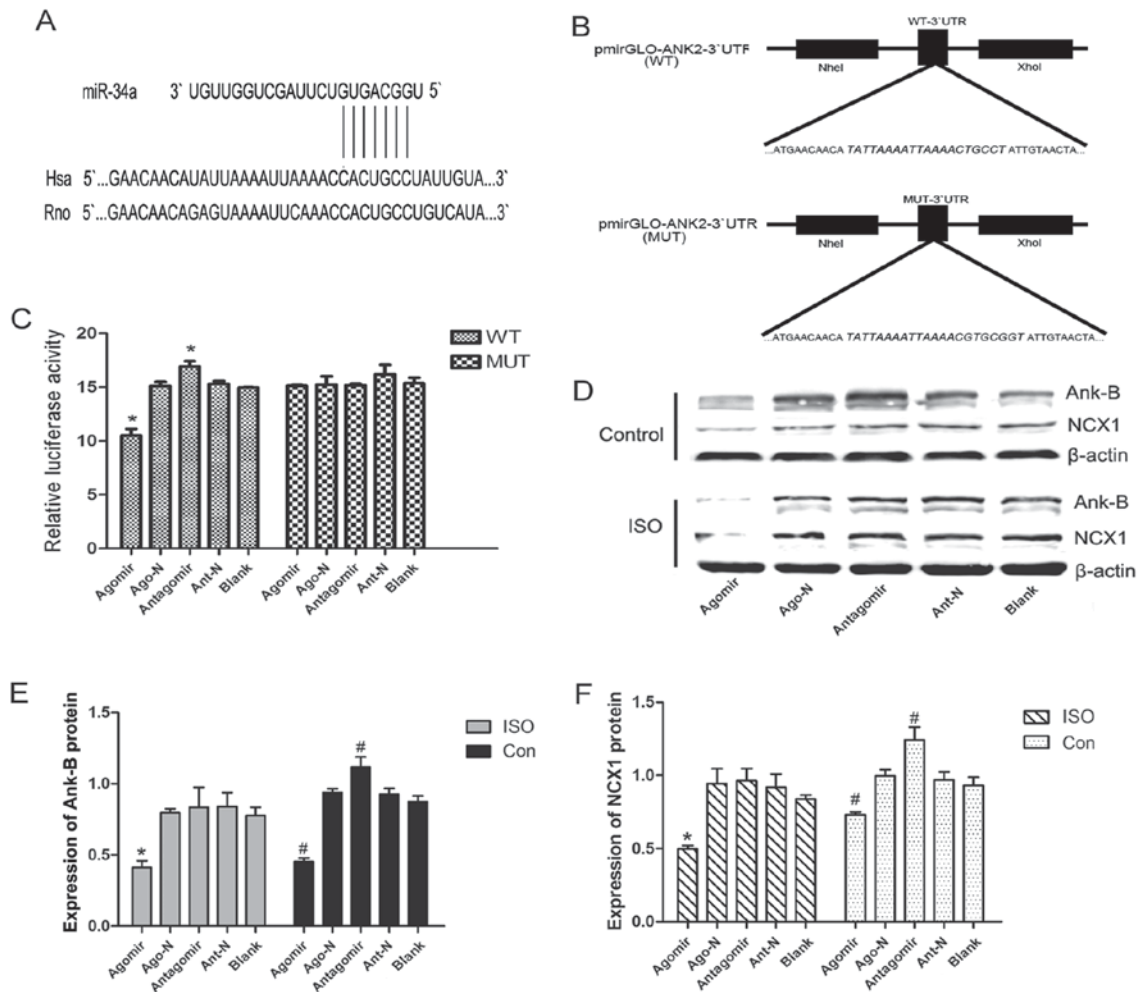 A
miR-34a 3` UGUUGGUCGAUUCUGUGACGGU 5`
Hsa 5`...GAACAACAUAUUAAAAUUAAAACCACUGCCUAUUGUA...3`
Rno 5`...GAACAACAGAGUAAAAUUCAAACCACUGCCUGUCAUA...3`
B
WT-3`UTR
pmirGLO-ANK2-3`UTF
(WT)
NheI
XhoI
...ATGAACAACA TATTAAAATTAAAACTGCCT ATTGTAACTA...
MUT-3`UTR
pmirGLO-ANK2-3`UTR
(MUT)
NheI
XhoI
...ATGAACAACA TATTAAAATTAAAACGTGCGGT ATTGTAACTA...
C
Relative luciferase acivity
20
15
10
5
0
*
*
WT
MUT
Agomir
Ago-N
Antagomir
Ant-N
Blank
Agomir
Ago-N
Antagomir
Ant-N
Blank
D
Control
Ank-B
NCX1
β-actin
ISO
Ank-B
NCX1
β-actin
Agomir
Ago-N
Antagomir
Ant-N
Blank
E
Expression of Ank-B protein
1.5
1.0
0.5
0.0
*
#
#
ISO
Con
Agomir
Ago-N
Antagomir
Ant-N
Blank
Agomir
Ago-N
Antagomir
Ant-N
Blank
F
Expression of NCX1 protein
1.5
1.0
0.5
0.0
*
#
#
ISO
Con
Agomir
Ago-N
Antagomir
Ant-N
Blank
Agomir
Ago-N
Antagomir
Ant-N
Blank